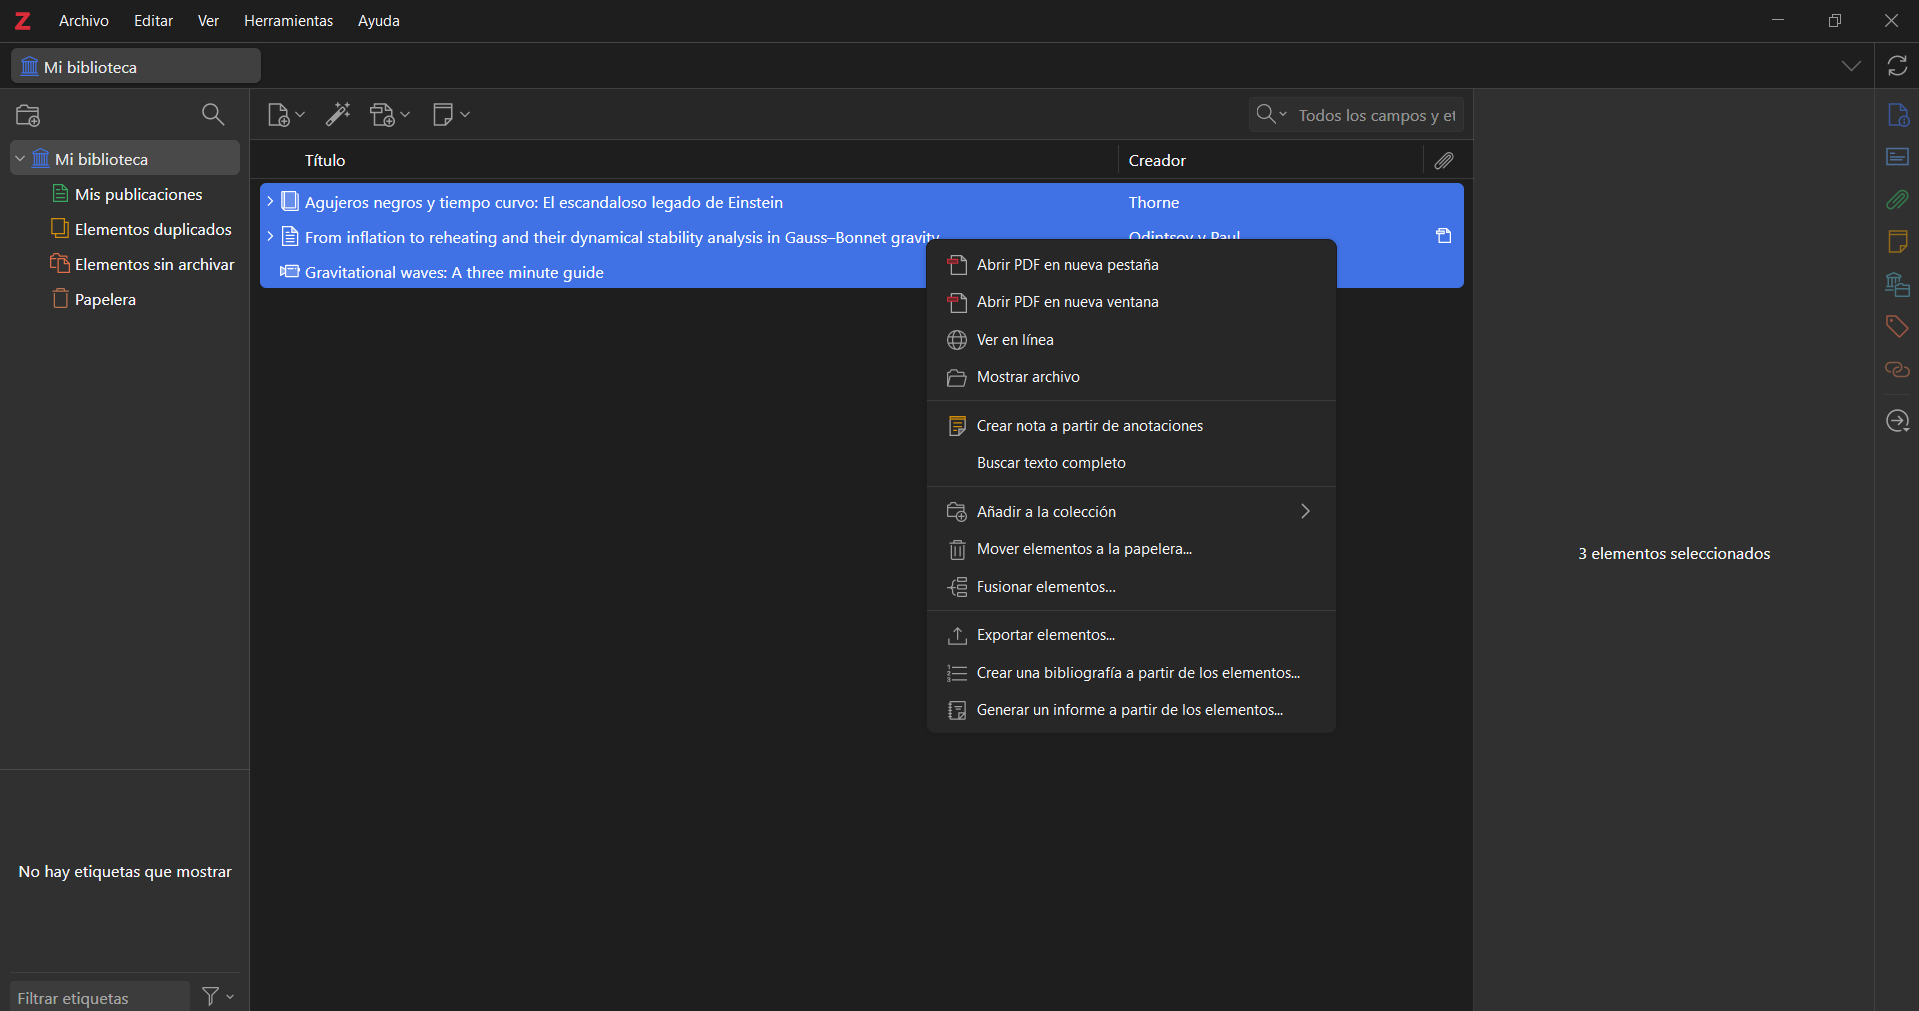 Archivo Editar Ver Herramientas Ayuda
Mi biblioteca
Todos los campos y et
Mi biblioteca
Mis publicaciones
Elementos duplicados
Elementos sin archivar
Papelera
Título Creador
Agujeros negros y tiempo curvo: El escandaloso legado de Einstein Thorne
From inflation to reheating and their dynamical stability analysis in Gauss–Bonnet gravity Odintsov y Paul
Gravitational waves: A three minute guide
Abrir PDF en nueva pestaña
Abrir PDF en nueva ventana
Ver en línea
Mostrar archivo
Crear nota a partir de anotaciones
Buscar texto completo
Añadir a la colección
Mover elementos a la papelera...
Fusionar elementos...
Exportar elementos...
Crear una bibliografía a partir de los elementos...
Generar un informe a partir de los elementos...
3 elementos seleccionados
No hay etiquetas que mostrar
Filtrar etiquetas